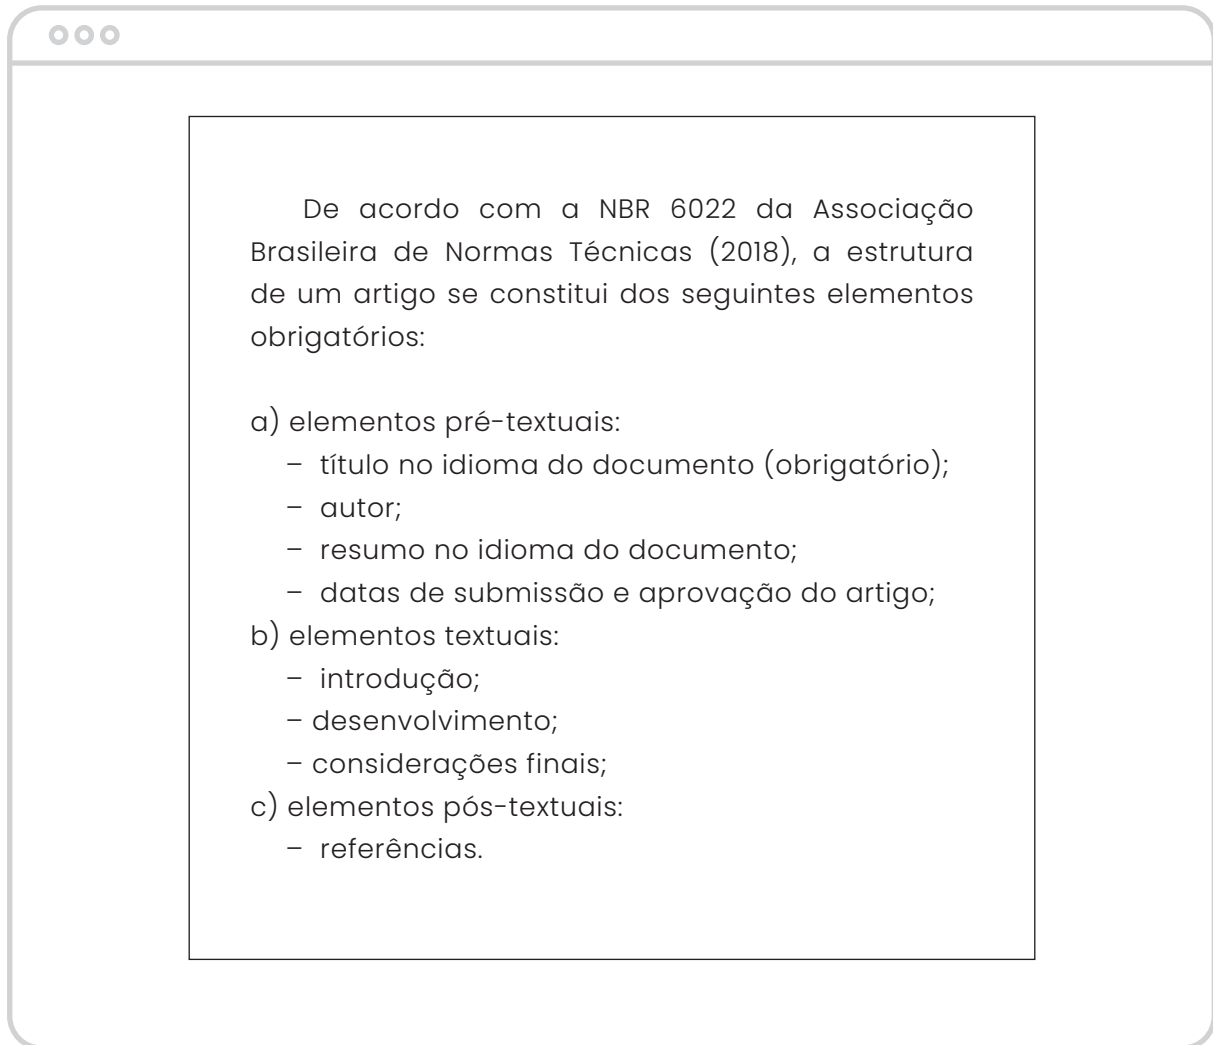 De acordo com a NBR 6022 da Associação
Brasileira de Normas Técnicas (2018), a estrutura
de um artigo se constitui dos seguintes elementos
obrigatórios:
a) elementos pré-textuais:
– título no idioma do documento (obrigatório);
– autor;
– resumo no idioma do documento;
– datas de submissão e aprovação do artigo;
b) elementos textuais:
– introdução;
– desenvolvimento;
– considerações finais;
c) elementos pós-textuais:
– referências.